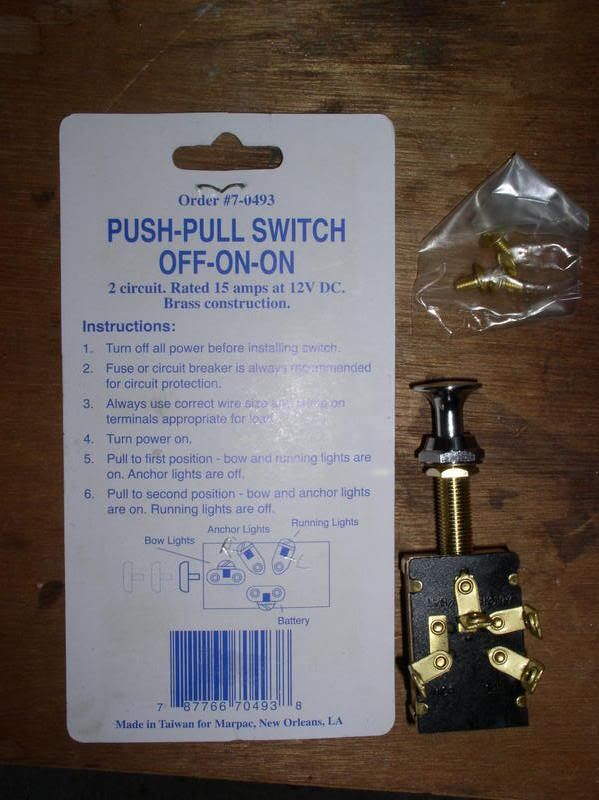 Order #7-0493
PUSH-PULL SWITCH
OFF-ON-ON
2 circuit. Rated 15 amps at 12V DC.
Brass construction.
Instructions:
1. Turn off all power before installing switch.
2. Fuse or circuit breaker is always recommended
for circuit protection.
3. Always use correct wire size and crimp on
terminals appropriate for load.
4. Turn power on.
5. Pull to first position - bow and running lights are
on. Anchor lights are off.
6. Pull to second position - bow and anchor lights
are on. Running lights are off.
Running Lights
Anchor Lights
Bow Lights
Battery
7 87766 70493 8
Made in Taiwan for Marpac, New Orleans, LA